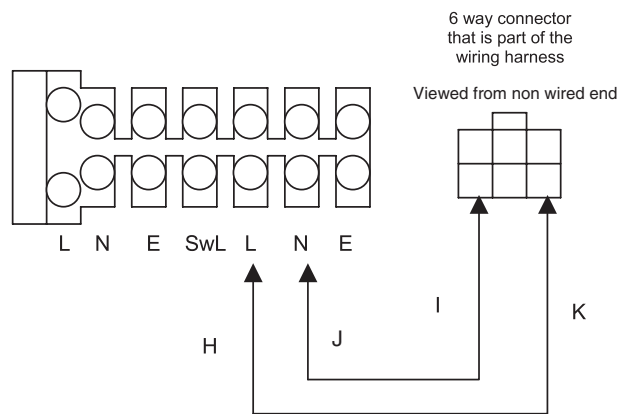 6 way connector
that is part of the
wiring harness
Viewed from non wired end
L N E SwL L N E
I
K
H
J